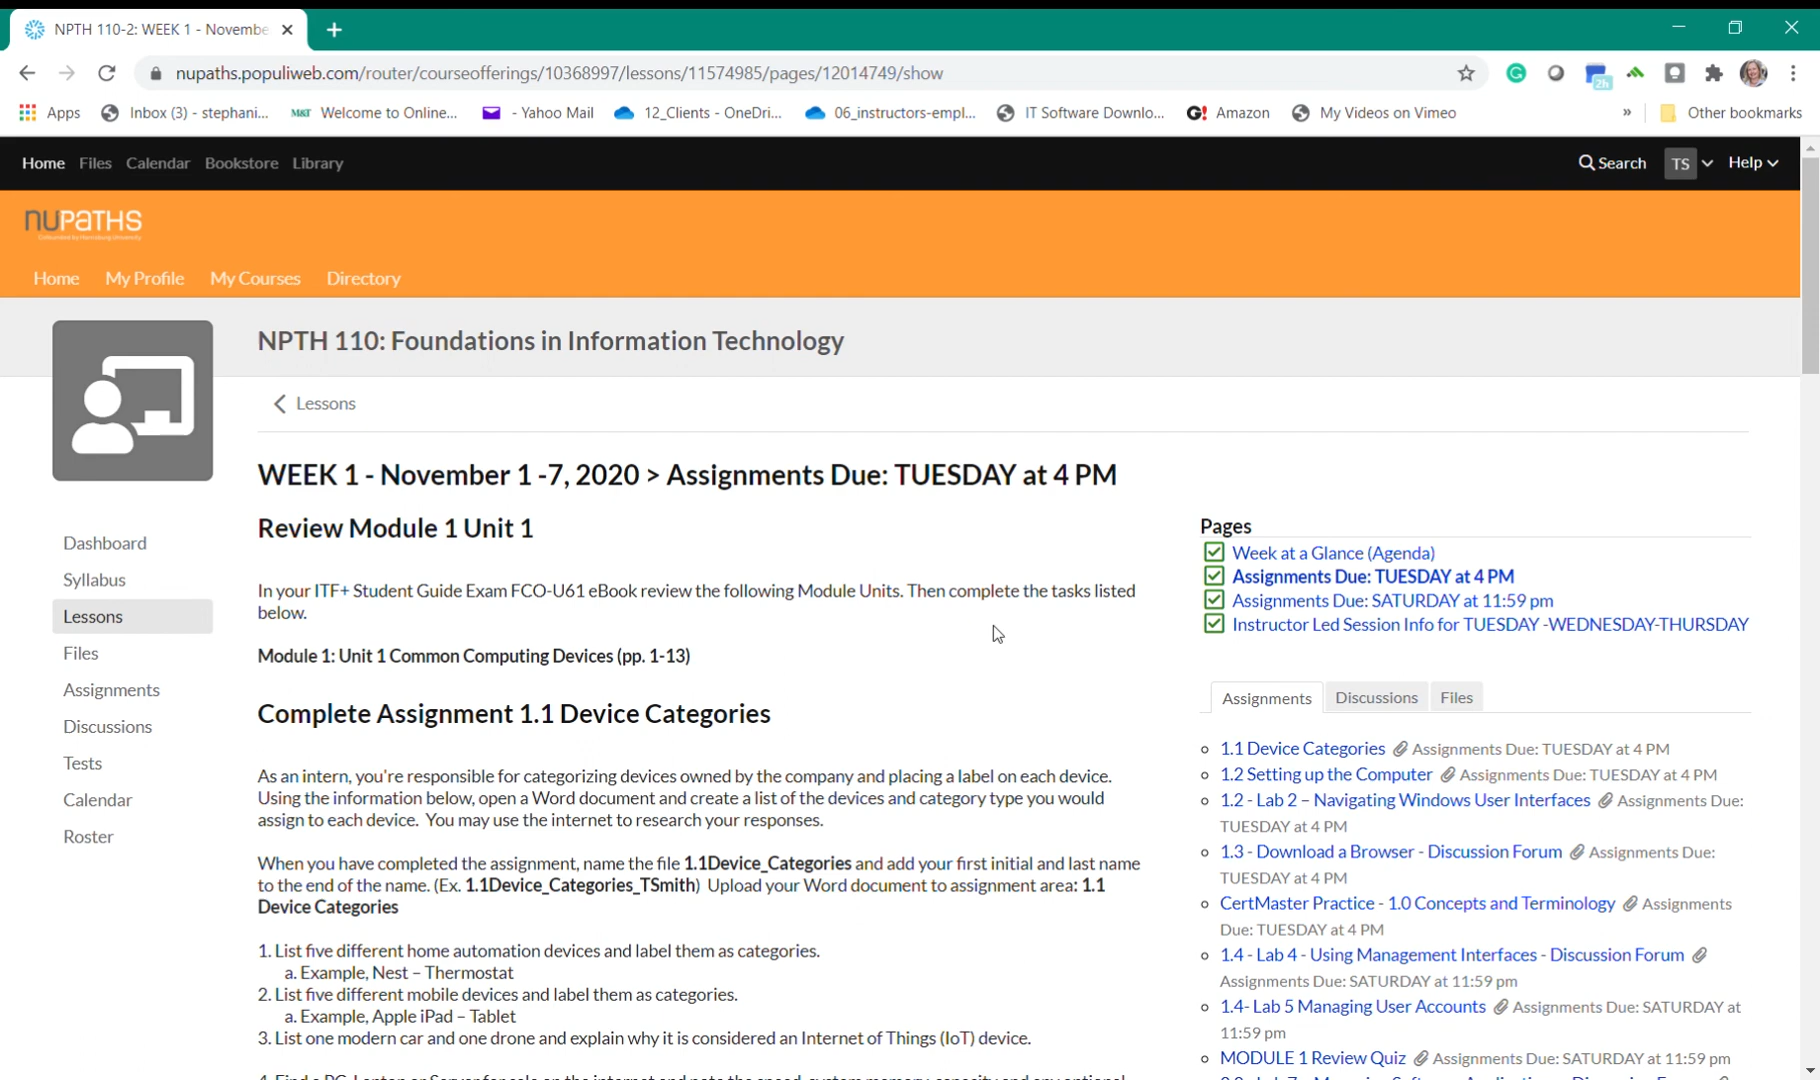 NPTH 110-2: WEEK 1 - Novembe
nupaths.populiweb.com/router/courseofferings/10368997/lessons/11574985/pages/12014749/show
2h
Apps
Inbox (3) - stephani...
M&T Welcome to Online...
- Yahoo Mail
12_Clients - OneDri...
06_instructors-empl...
IT Software Downlo...
G! Amazon
My Videos on Vimeo
»
Other bookmarks
Home Files Calendar Bookstore Library
Search TS Help
nuPATHS
Home My Profile My Courses Directory
NPTH 110: Foundations in Information Technology
Lessons
WEEK 1 - November 1 -7, 2020 > Assignments Due: TUESDAY at 4 PM
Dashboard
Syllabus
Lessons
Files
Assignments
Discussions
Tests
Calendar
Roster
Review Module 1 Unit 1
In your ITF+ Student Guide Exam FCO-U61 eBook review the following Module Units. Then complete the tasks listed
below.
Module 1: Unit 1 Common Computing Devices (pp. 1-13)
Complete Assignment 1.1 Device Categories
As an intern, you're responsible for categorizing devices owned by the company and placing a label on each device.
Using the information below, open a Word document and create a list of the devices and category type you would
assign to each device. You may use the internet to research your responses.
When you have completed the assignment, name the file 1.1Device_Categories and add your first initial and last name
to the end of the name. (Ex. 1.1Device_Categories_TSmith) Upload your Word document to assignment area: 1.1
Device Categories
1. List five different home automation devices and label them as categories.
a. Example, Nest – Thermostat
2. List five different mobile devices and label them as categories.
a. Example, Apple iPad – Tablet
3. List one modern car and one drone and explain why it is considered an Internet of Things (IoT) device.
Pages
Week at a Glance (Agenda)
Assignments Due: TUESDAY at 4 PM
Assignments Due: SATURDAY at 11:59 pm
Instructor Led Session Info for TUESDAY -WEDNESDAY-THURSDAY
Assignments Discussions Files
1.1 Device Categories Assignments Due: TUESDAY at 4 PM
1.2 Setting up the Computer Assignments Due: TUESDAY at 4 PM
1.2 - Lab 2 – Navigating Windows User Interfaces Assignments Due:
TUESDAY at 4 PM
1.3 - Download a Browser - Discussion Forum Assignments Due:
TUESDAY at 4 PM
CertMaster Practice - 1.0 Concepts and Terminology Assignments
Due: TUESDAY at 4 PM
1.4 - Lab 4 - Using Management Interfaces - Discussion Forum
Assignments Due: SATURDAY at 11:59 pm
1.4- Lab 5 Managing User Accounts Assignments Due: SATURDAY at
11:59 pm
MODULE 1 Review Quiz Assignments Due: SATURDAY at 11:59 pm